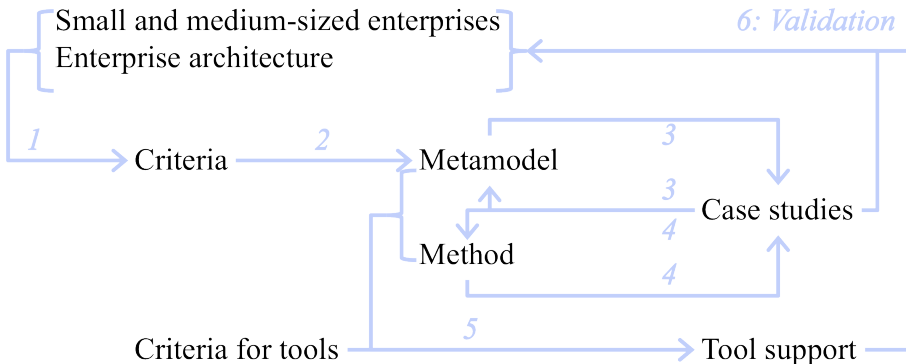 Small and medium-sized enterprises
6: Validation
Enterprise architecture
1
Criteria
2
Metamodel
3
3
Case studies
4
Method
4
5
Criteria for tools
Tool support